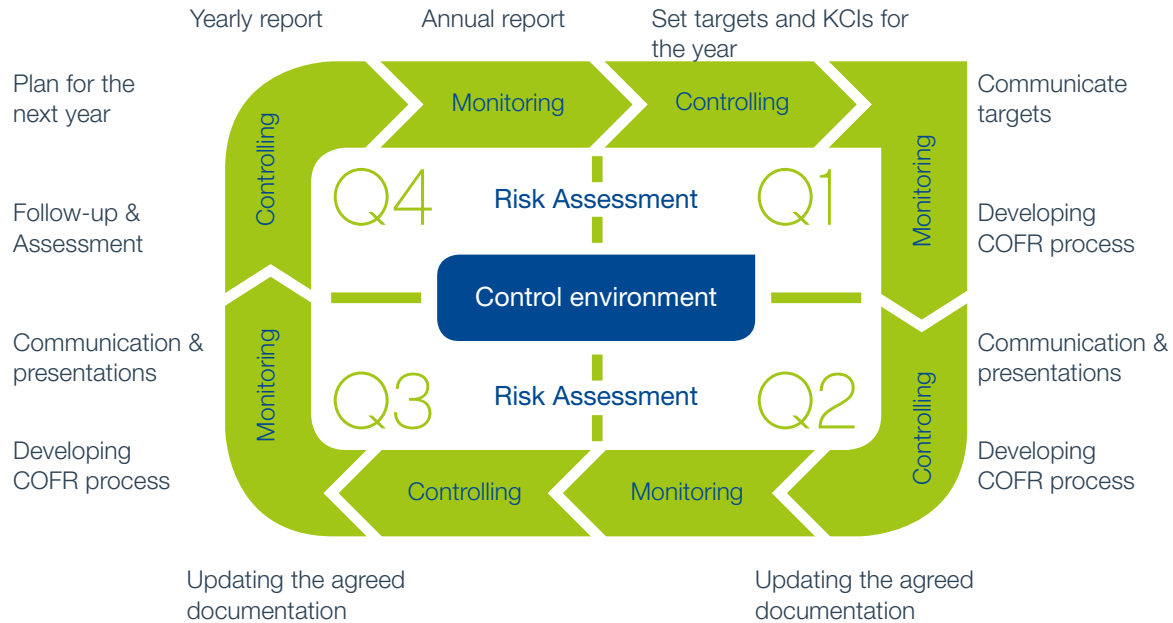 Yearly report
Annual report
Set targets and KCIs for
the year
Plan for the
next year
Monitoring
Controlling
Communicate
targets
Controlling
Monitoring
Q4
Risk Assessment
Q1
Follow-up &
Assessment
Developing
COFR process
Control environment
Communication &
presentations
Monitoring
Q3
Risk Assessment
Q2
Controlling
Communication &
presentations
Developing
COFR process
Developing
COFR process
Controlling
Monitoring
Updating the agreed
documentation
Updating the agreed
documentation